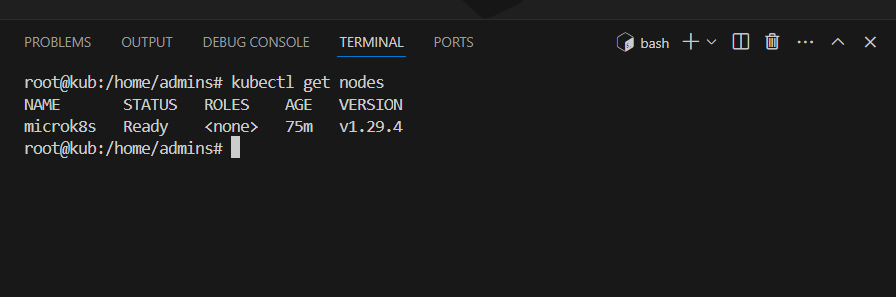 PROBLEMS OUTPUT DEBUG CONSOLE TERMINAL PORTS bash
root@kub:/home/admins# kubectl get nodes
NAME STATUS ROLES AGE VERSION
microk8s Ready <none> 75m v1.29.4
root@kub:/home/admins#